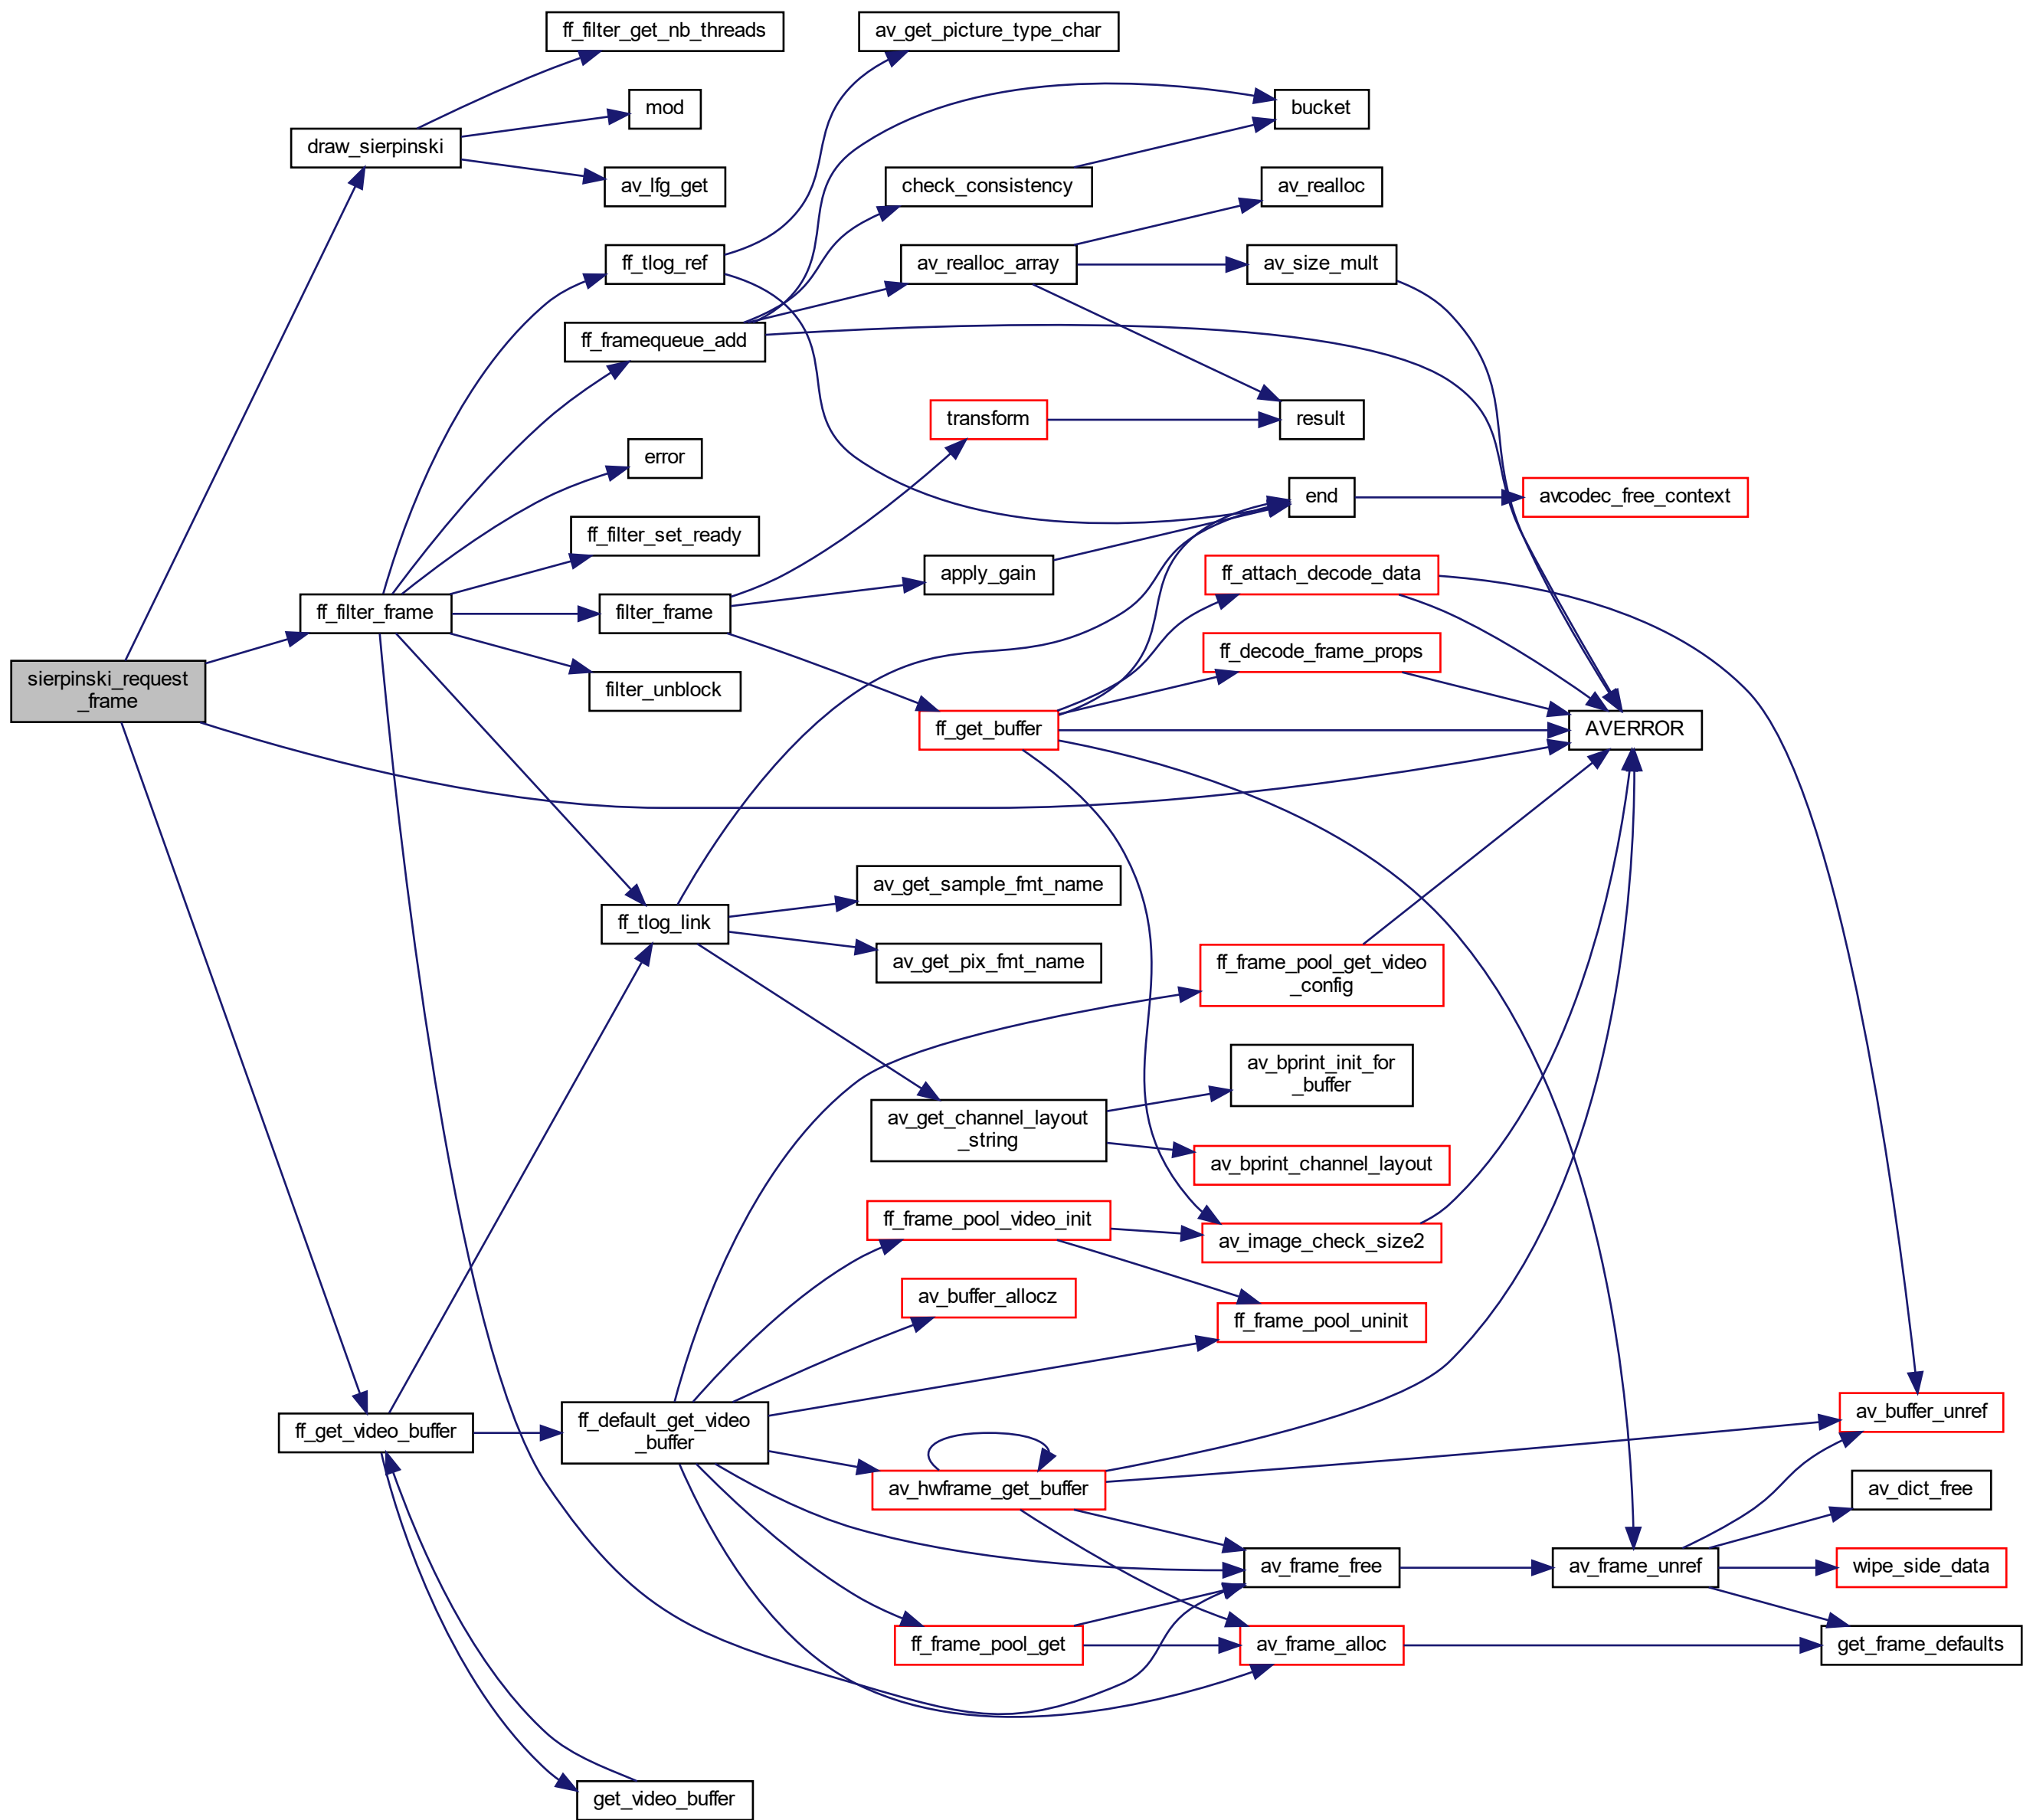 ff_filter_get_nb_threads
av_get_picture_type_char
mod
bucket
draw_sierpinski
av_lfg_get
check_consistency
av_realloc
ff_tlog_ref
av_realloc_array
av_size_mult
ff_framequeue_add
transform
result
error
end
avcodec_free_context
ff_filter_set_ready
apply_gain
ff_attach_decode_data
ff_filter_frame
filter_frame
ff_decode_frame_props
sierpinski_request
_frame
filter_unblock
ff_get_buffer
AVERROR
av_get_sample_fmt_name
ff_tlog_link
av_get_pix_fmt_name
ff_frame_pool_get_video
_config
av_bprint_init_for
_buffer
av_get_channel_layout
_string
av_bprint_channel_layout
ff_frame_pool_video_init
av_image_check_size2
av_buffer_allocz
ff_frame_pool_uninit
ff_get_video_buffer
ff_default_get_video
_buffer
av_buffer_unref
av_hwframe_get_buffer
av_dict_free
av_frame_free
av_frame_unref
wipe_side_data
ff_frame_pool_get
av_frame_alloc
get_frame_defaults
get_video_buffer